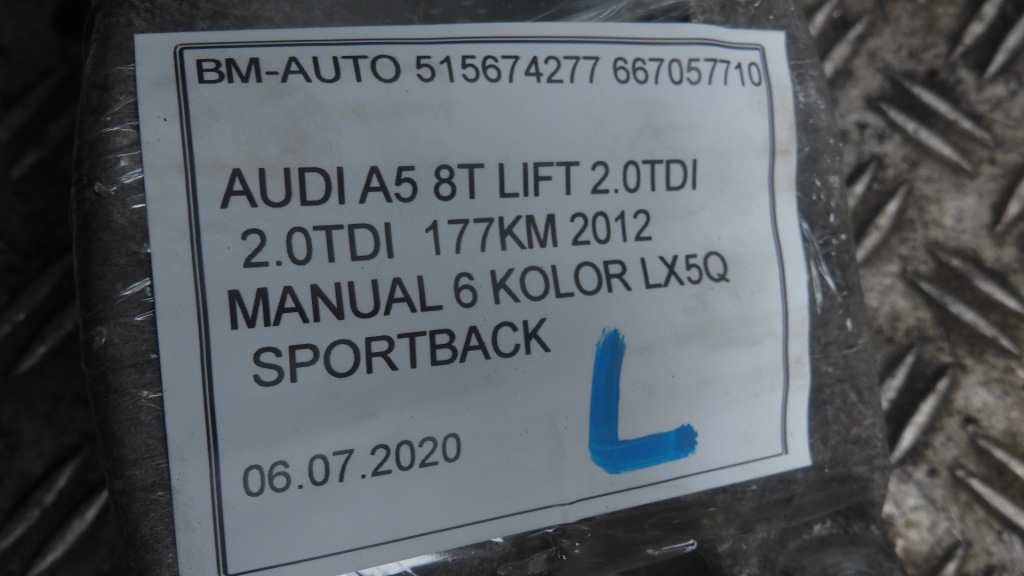 BM-AUTO 515674277 667057710
AUDI A5 8T LIFT 2.0TDI
2.0TDI 177KM 2012
MANUAL 6 KOLOR LX5Q
SPORTBACK
L
06.07.2020